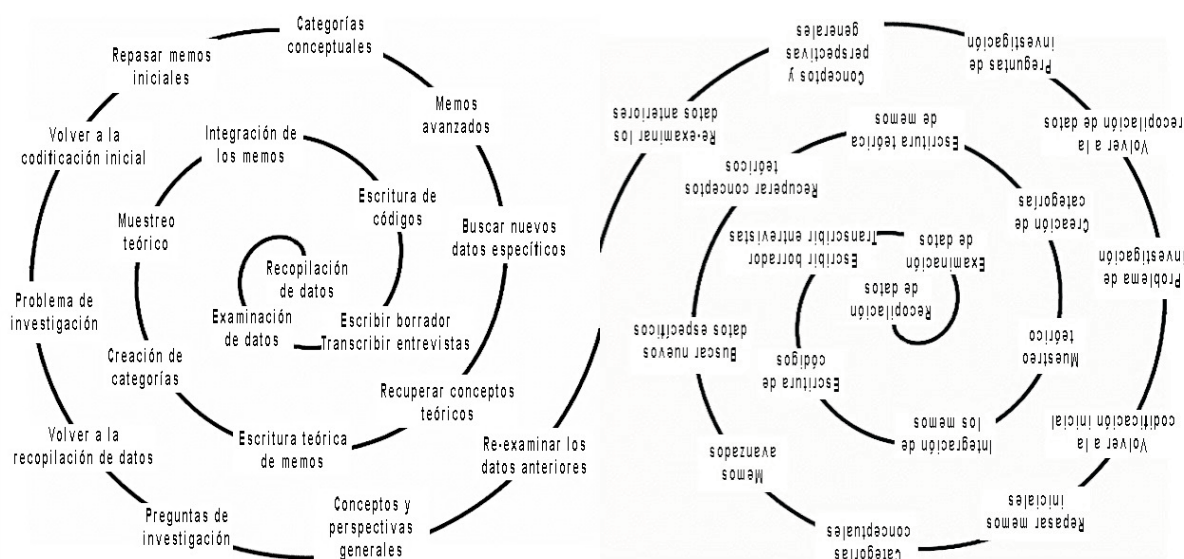 Categorías
conceptuales
Repasar memos
iniciales
Memos
avanzados
Volver a la
codificación inicial
Integración de
los memos
Escritura de
códigos
Muestreo
teórico
Buscar nuevos
datos específicos
Recopilación
de datos
Problema de
investigación
Examinación
de datos
Escribir borrador
Transcribir entrevistas
Creación de
categorías
Recuperar conceptos
teóricos
Volver a la
recopilación de datos
Escritura teórica
de memos
Re-examinar los
datos anteriores
Preguntas de
investigación
Conceptos y
perspectivas
generales
Conceptos y
perspectivas
generales
Preguntas de
investigación
Re-examinar los
datos anteriores
Escritura teórica
de memos
Volver a la
recopilación de datos
Recuperar conceptos
teóricos
Creación de
categorías
Escribir borrador
Transcribir entrevistas
Examinación
de datos
Problema de
investigación
Recopilación
de datos
Buscar nuevos
datos específicos
Muestreo
teórico
Escritura de
códigos
Integración de
los memos
Volver a la
codificación inicial
Memos
avanzados
Repasar memos
iniciales
Categorías
conceptuales